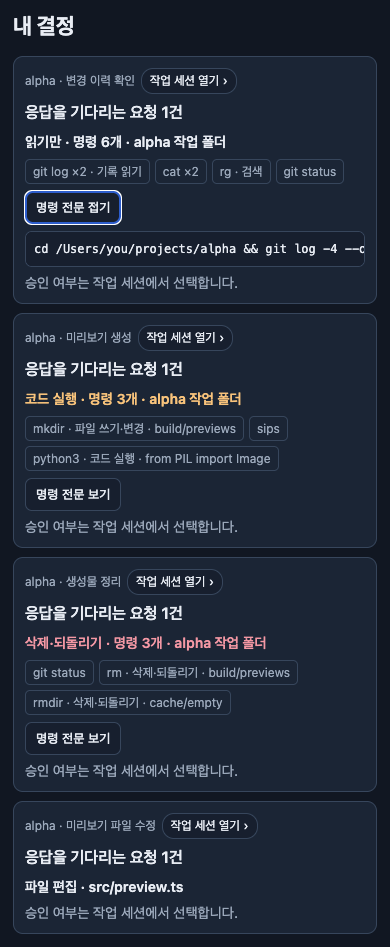 내 결정
alpha · 변경 이력 확인 작업 세션 열기 ›
응답을 기다리는 요청 1건
읽기만 · 명령 6개 · alpha 작업 폴더
git log ×2 · 기록 읽기 cat ×2 rg · 검색 git status
명령 전문 접기
cd /Users/you/projects/alpha && git log -4 --
승인 여부는 작업 세션에서 선택합니다.
alpha · 미리보기 생성 작업 세션 열기 ›
응답을 기다리는 요청 1건
코드 실행 · 명령 3개 · alpha 작업 폴더
mkdir · 파일 쓰기·변경 · build/previews sips
python3 · 코드 실행 · from PIL import Image
명령 전문 보기
승인 여부는 작업 세션에서 선택합니다.
alpha · 생성물 정리 작업 세션 열기 ›
응답을 기다리는 요청 1건
삭제·되돌리기 · 명령 3개 · alpha 작업 폴더
git status rm · 삭제·되돌리기 · build/previews
rmdir · 삭제·되돌리기 · cache/empty
명령 전문 보기
승인 여부는 작업 세션에서 선택합니다.
alpha · 미리보기 파일 수정 작업 세션 열기 ›
응답을 기다리는 요청 1건
파일 편집 · src/preview.ts
승인 여부는 작업 세션에서 선택합니다.